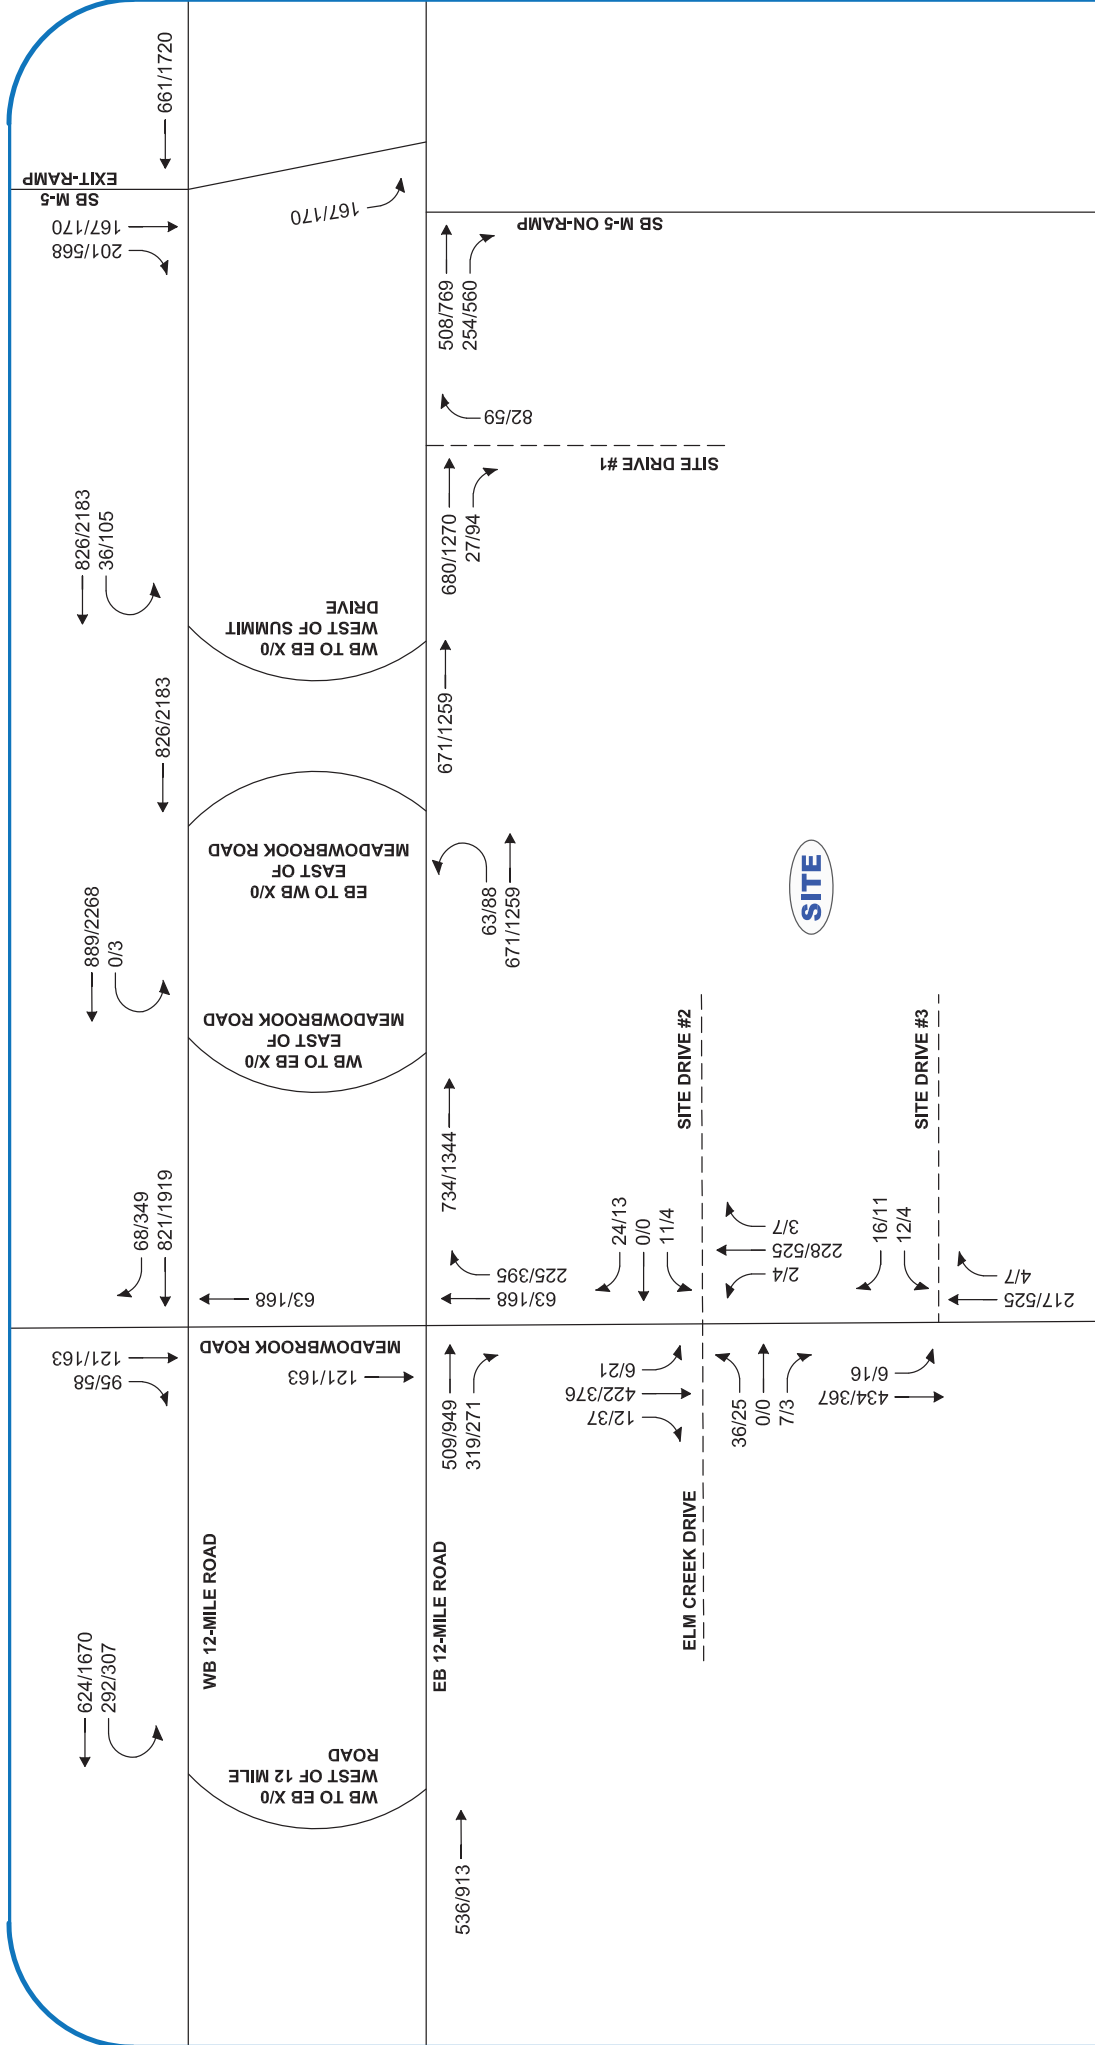 661/1720
SB M-5
EXIT-RAMP
167/170
201/568
167/170
SB M-5 ON-RAMP
508/769
254/560
82/59
SITE DRIVE #1
680/1270
27/94
826/2183
36/105
WB TO EB X/0
WEST OF SUMMIT
DRIVE
671/1259
826/2183
EB TO WB X/0
EAST OF
MEADOWBROOK ROAD
63/88
671/1259
889/2268
0/3
WB TO EB X/0
EAST OF
MEADOWBROOK ROAD
734/1344
SITE
SITE DRIVE #2
SITE DRIVE #3
68/349
821/1919
63/168
225/395
63/168
24/13
0/0
11/4
3/7
228/525
2/4
16/11
12/4
4/7
217/525
121/163
95/58
MEADOWBROOK ROAD
121/163
509/949
319/271
6/21
422/376
12/37
36/25
0/0
7/3
6/16
434/367
WB 12-MILE ROAD
EB 12-MILE ROAD
ELM CREEK DRIVE
624/1670
292/307
WB TO EB X/0
WEST OF 12 MILE
ROAD
536/913